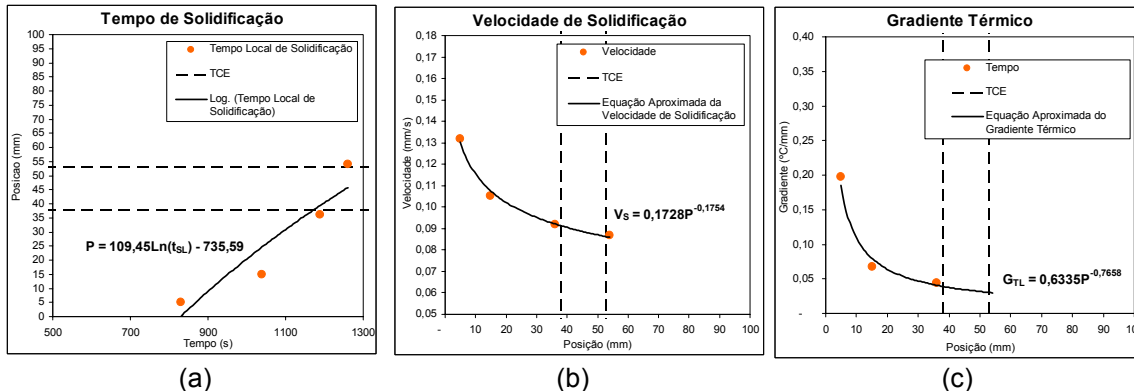 Tempo de Solidificação
100
95
90
85
80
75
70
65
60
55
50
45
40
35
30
25
20
15
10
5
0
Posicao (mm)
Tempo Local de Solidificação
TCE
Log. (Tempo Local de
Solidificação)
P = 109,45Ln(tSL) - 735,59
500
900
1100
1300
Tempo (s)
(a)
Velocidade de Solidificação
0,18
0,17
0,16
0,15
0,14
0,13
0,12
0,11
0,10
0,09
0,08
0,07
0,06
0,05
Velocidade (mm/s)
Velocidade
TCE
Equação Aproximada da
Velocidade de Solidificação
VS = 0,1728P-0,1754
-
10
20
30
40
50
60
70
80
90
100
Posição (mm)
(b)
Gradiente Térmico
0,40
0,30
0,20
0,10
0,05
-
Gradiente (ºC/mm)
Tempo
TCE
Equação Aproximada do
Gradiente Térmico
GTL = 0,6335P-0,7658
0
10
20
30
40
50
60
70
80
90
100
Posição (mm)
(c)